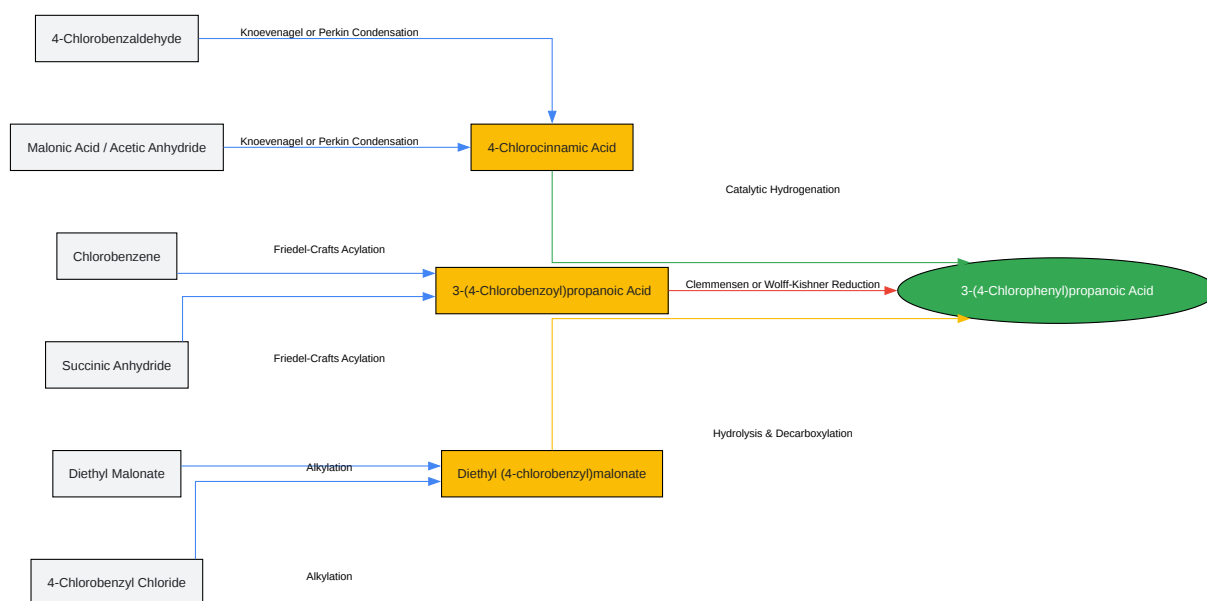 4-Chlorobenzaldehyde
Knoevenagel or Perkin Condensation
Malonic Acid / Acetic Anhydride
Knoevenagel or Perkin Condensation
4-Chlorocinnamic Acid
Catalytic Hydrogenation
Chlorobenzene
Friedel-Crafts Acylation
3-(4-Chlorobenzoyl)propanoic Acid
Clemmensen or Wolff-Kishner Reduction
3-(4-Chlorophenyl)propanoic Acid
Succinic Anhydride
Friedel-Crafts Acylation
Hydrolysis & Decarboxylation
Diethyl Malonate
Alkylation
Diethyl (4-chlorobenzyl)malonate
4-Chlorobenzyl Chloride
Alkylation